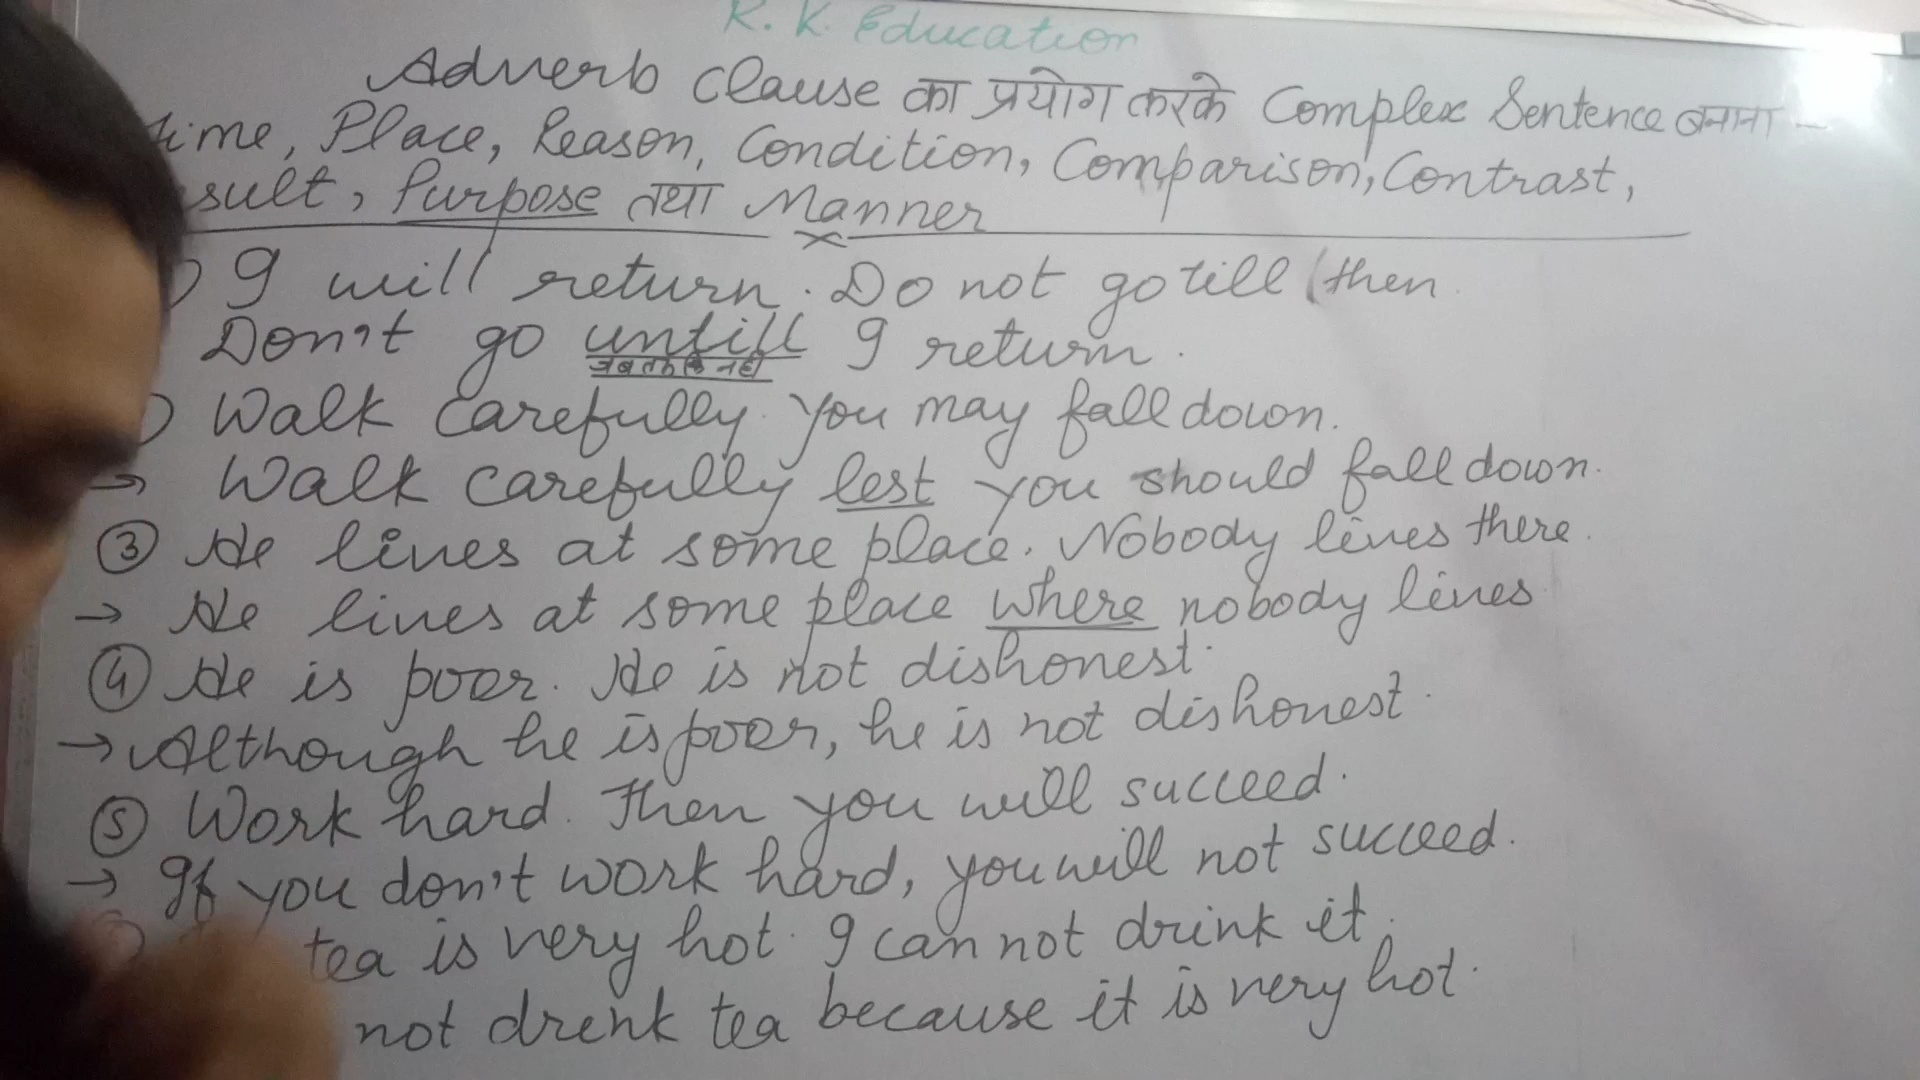 R. K. Education
Adverb Clause का प्रयोग करके Complex Sentence बनाना –
Time, Place, Reason, Condition, Comparison, Contrast,
sult, Purpose तथा Manner
I will return. Do not go till (then.
Don't go untill I return.
जब तक कि नहीं
Walk carefully. You may fall down.
→ Walk carefully lest you should fall down.
③ He lives at some place. Nobody lives there.
→ He lives at some place where nobody lives
④ He is poor. He is not dishonest.
→ Although he is poor, he is not dishonest.
⑤ Work hard. Then you will succeed.
→ If you don't work hard, you will not succeed.
tea is very hot. I can not drink it.
not drink tea because it is very hot.